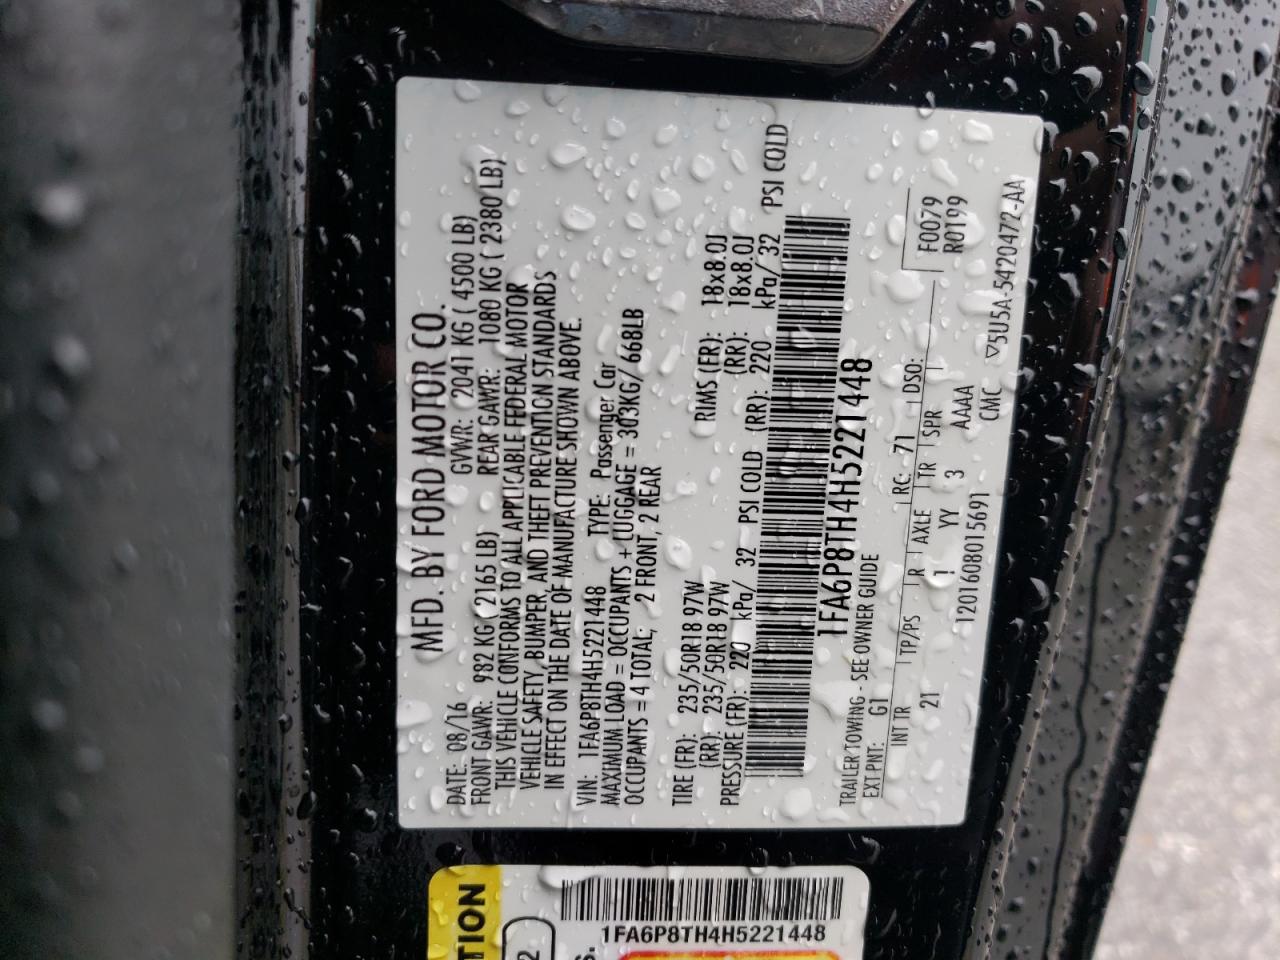 MFD. BY FORD MOTOR CO.
DATE: 08/16 GVWR: 2041 KG ( 4500 LB)
FRONT GAWR: 982 KG ( 2165 LB) REAR GAWR: 1080 KG ( 2380 LB)
THIS VEHICLE CONFORMS TO ALL APPLICABLE FEDERAL MOTOR
VEHICLE SAFETY, BUMPER, AND THEFT PREVENTION STANDARDS
IN EFFECT ON THE DATE OF MANUFACTURE SHOWN ABOVE.
VIN: 1FA6P8TH4H5221448 TYPE: Passenger Car
MAXIMUM LOAD = OCCUPANTS + LUGGAGE = 303KG/ 668LB
OCCUPANTS = 4 TOTAL; 2 FRONT, 2 REAR
TIRE (FR): 235/50R18 97W RIMS (FR): 18x8.0J
(RR): 235/50R18 97W (RR): 18x8.0J
PRESSURE (FR): 220 kPa/ 32 PSI COLD (RR): 220 kPa/ 32 PSI COLD
1FA6P8TH4H5221448
TRAILER TOWING - SEE OWNER GUIDE F0079
EXT PNT: G1 RC: 71 DSO: R0199
INT TR TP/PS R AXLE TR SPR
21 1 YY 3 AAAA
120160801569​1 CMC ▽5U5A-5420472-AA
TION
2
S.
1FA6P8TH4H5221448